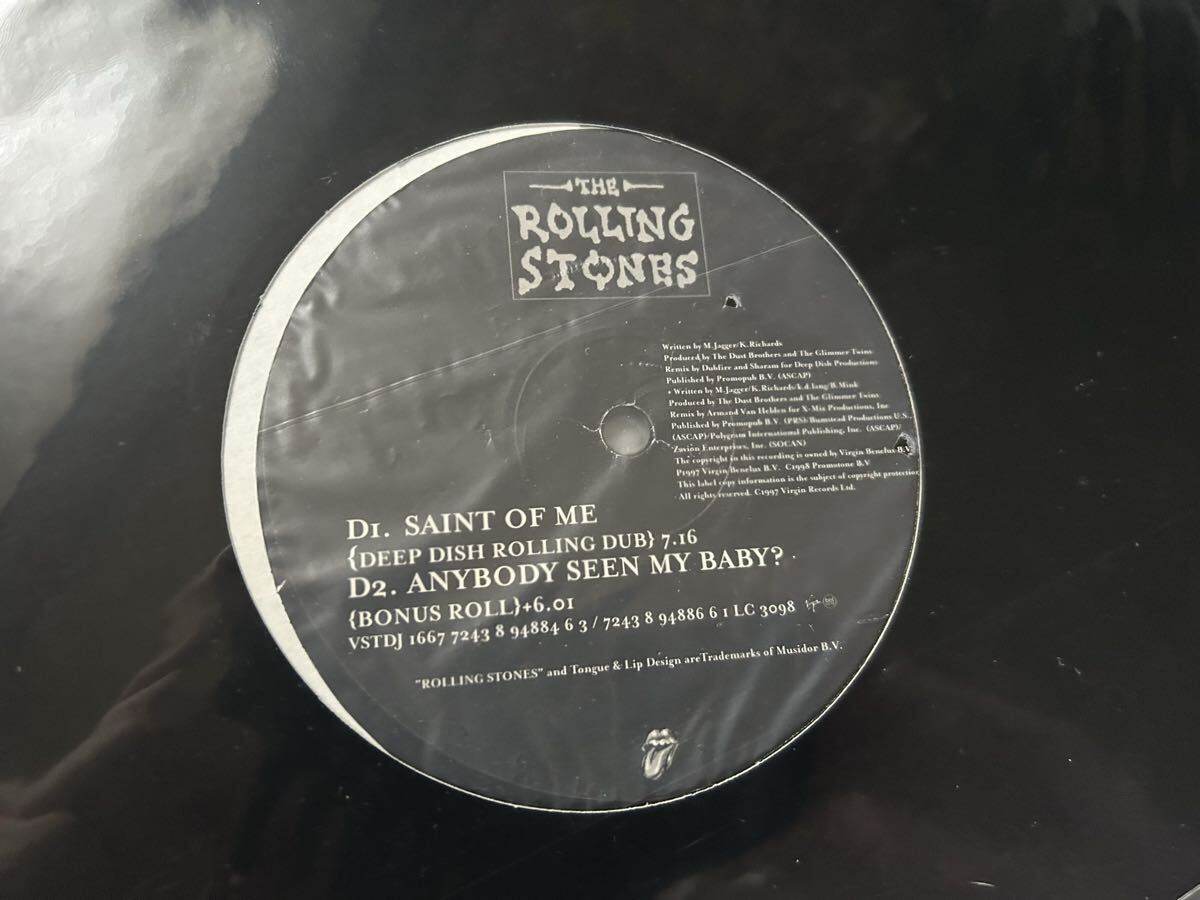 THE
ROLLING
STONES
Written by M.Jagger/K.Richards
Produced by The Dust Brothers and The Glimmer Twins
Remix by Dubfire and Sharam for Deep Dish Productions
Published by Promopub B.V. (ASCAP)
+ Written by M.Jagger/K.Richards/k.d.lang/B.Mink
Produced by The Dust Brothers and The Glimmer Twins
Remix by Armand Van Helden for X-Mix Productions, Inc
Published by Promopub B.V. (PRS)/Bumstead Productions U.S.,
(ASCAP)/Polygram International Publishing, Inc. (ASCAP)/
Zavion Enterprises, Inc. (SOCAN)
The copyright in this recording is owned by Virgin Benelux B.V.
P1997 Virgin Benelux B.V. C1998 Promotone B.V
This label copy information is the subject of copyright protection
All rights reserved. C1997 Virgin Records Ltd.
D1. SAINT OF ME
{DEEP DISH ROLLING DUB} 7.16
D2. ANYBODY SEEN MY BABY?
{BONUS ROLL}+6.01
VSTDJ 1667 7243 8 94884 6 3 / 7243 8 94886 6 1 LC 3098
"ROLLING STONES" and Tongue & Lip Design are Trademarks of Musidor B.V.